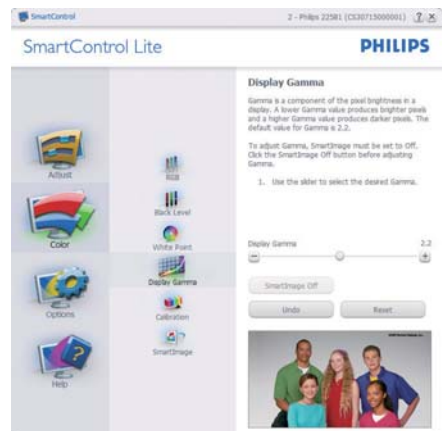 SmartControl
2 - Philips 225B1 (CS30715000001)
SmartControl Lite
PHILIPS
Adjust
Color
Options
Help
RGB
Black Level
White Point
Display Gamma
Calibration
SmartImage
Display Gamma
Gamma is a component of the pixel brightness in a
display. A lower Gamma value produces brighter pixels
and a higher Gamma value produces darker pixels. The
default value for Gamma is 2.2.
To adjust Gamma, SmartImage must be set to Off.
Click the SmartImage Off button before adjusting
Gamma.
1. Use the slider to select the desired Gamma.
Display Gamma
2.2
SmartImage Off
Undo
Reset